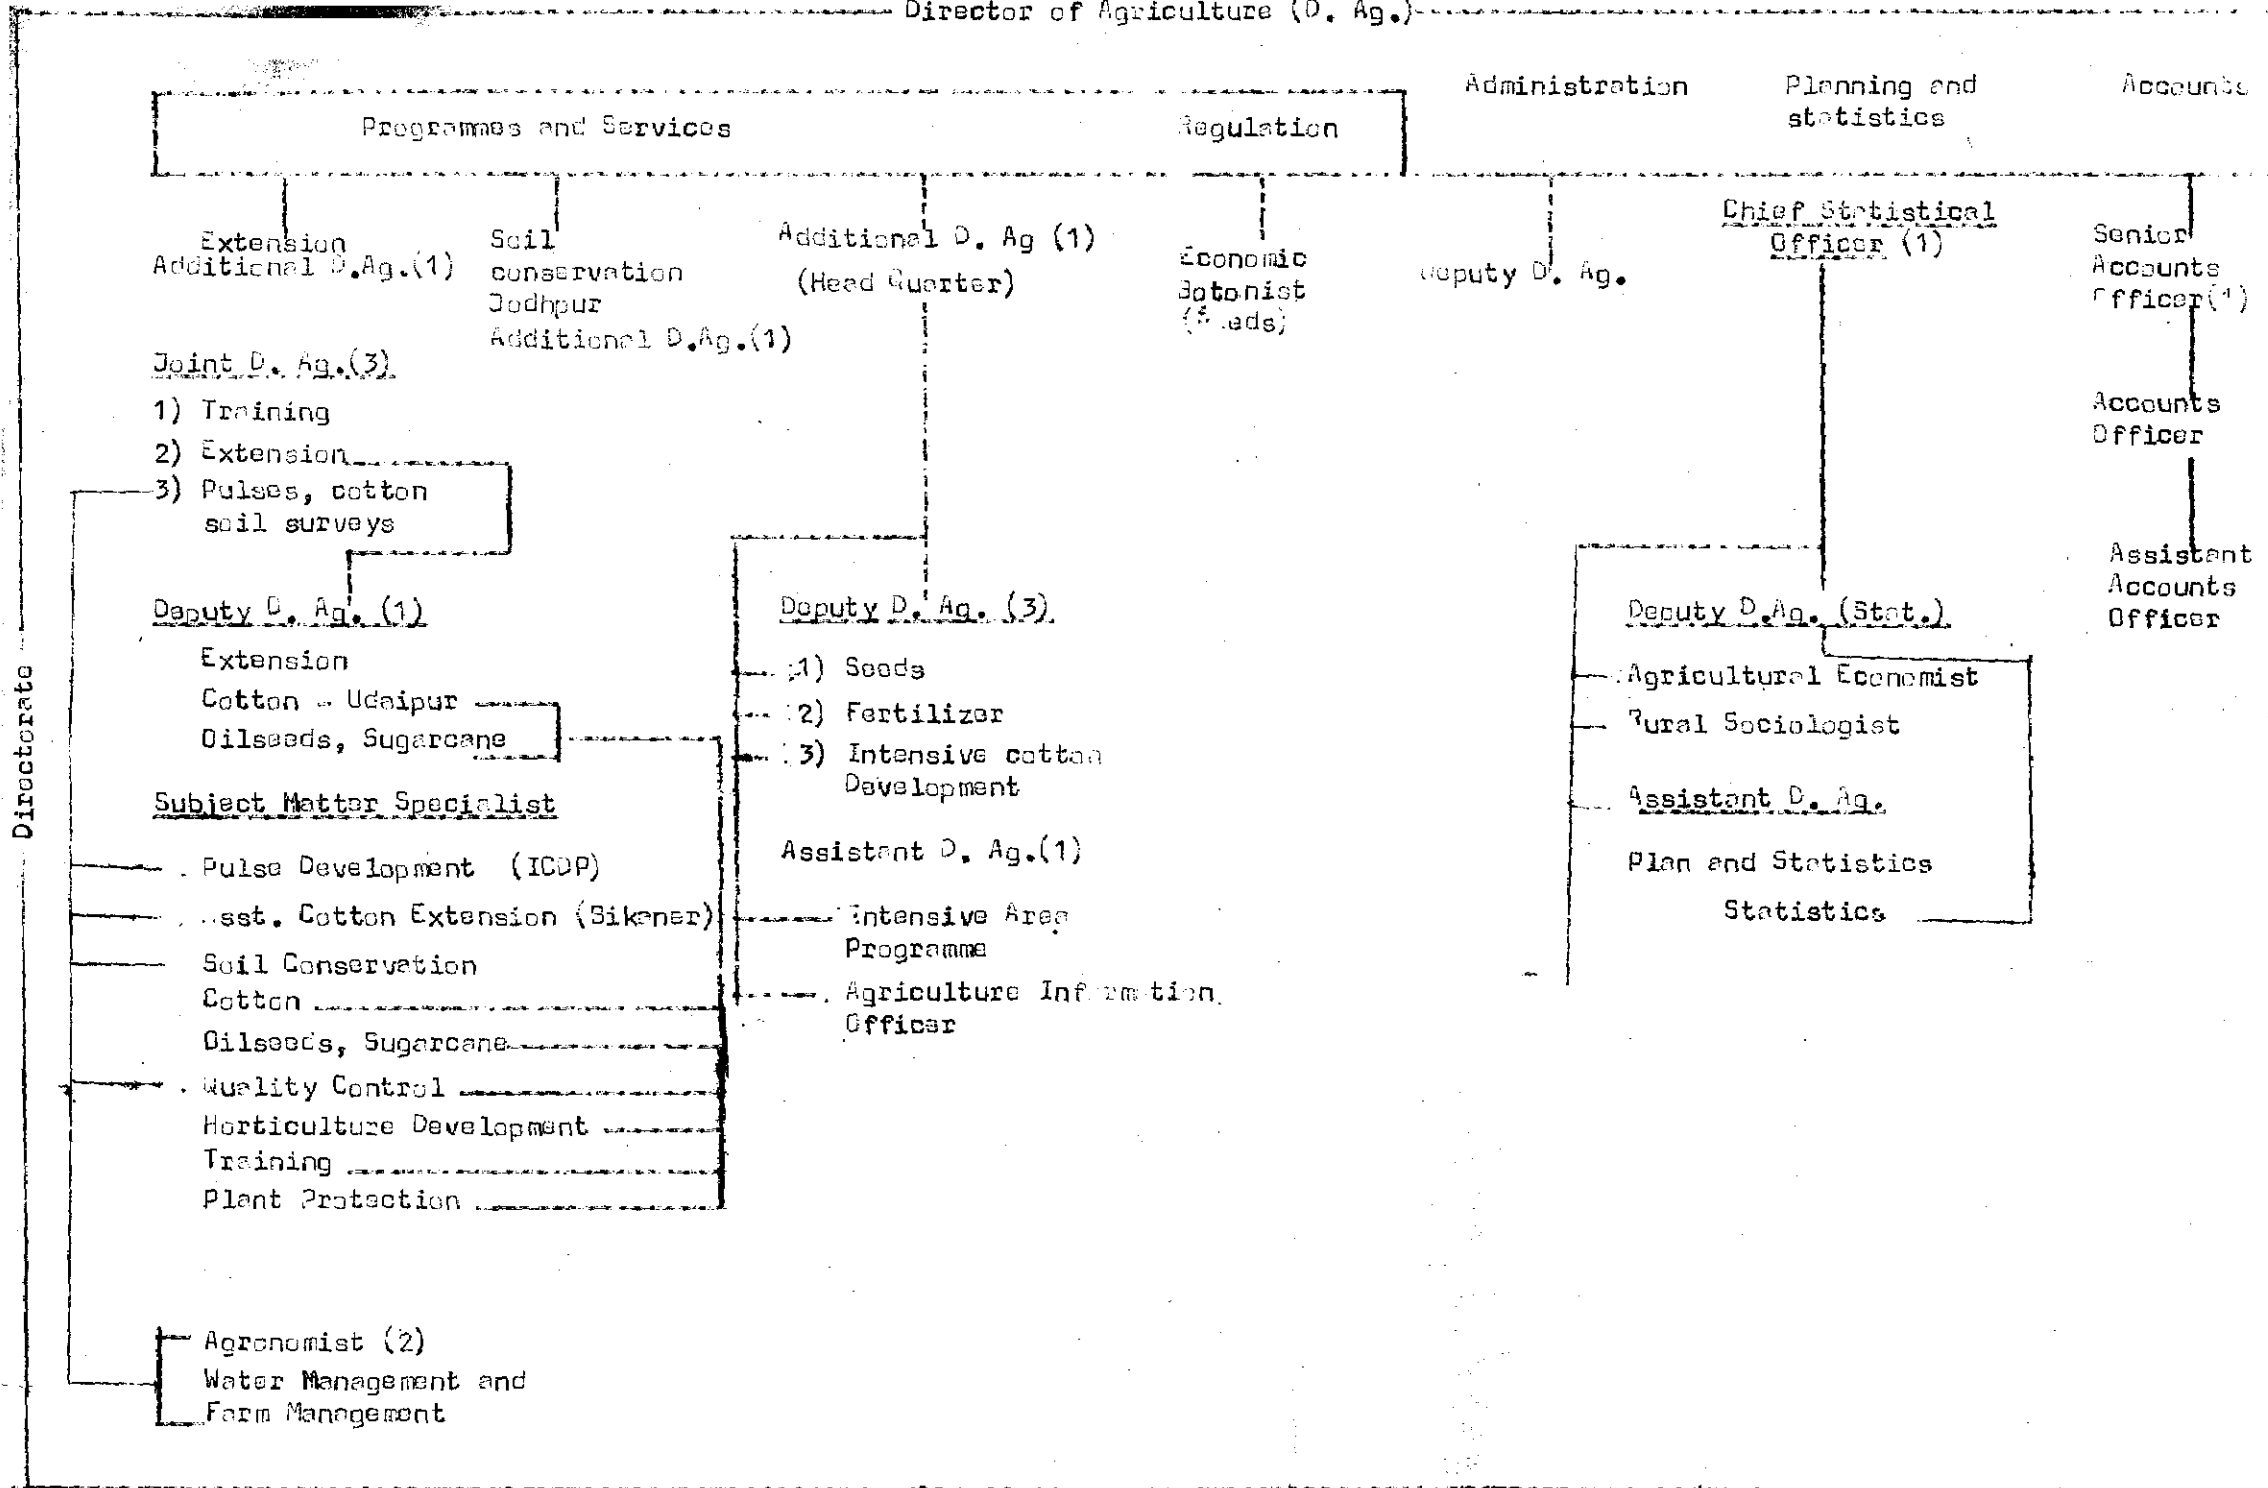 Director of Agriculture (D. Ag.)
Administration
Planning and
statistics
Accounts
Programmes and Services
Regulation
Extension
Additional D.Ag.(1)
Soil
conservation
Jodhpur
Additional D.Ag.(1)
Additional D. Ag (1)
(Head Quarter)
Economic
Botonist
Deputy D. Ag.
Chief Statistical
Officer (1)
Senior
Accounts
Officer(1)
Accounts
Officer
Assistant
Accounts
Officer
Joint D. Ag.(3)
1) Training
2) Extension
3) Pulses, cotton
soil surveys
Deputy D. Ag. (1)
Extension
Cotton - Udaipur
Oilseeds, Sugarcane
Subject Matter Specialist
Pulse Development (ICDP)
Asst. Cotton Extension (Bikaner)
Soil Conservation
Cotton
Oilseeds, Sugarcane
Quality Control
Horticulture Development
Training
Plant Protection
Agronomist (2)
Water Management and
Farm Management
Deputy D. Ag. (3)
1) Seeds
2) Fertilizer
3) Intensive cotton
Development
Assistant D. Ag.(1)
Intensive Area
Programme
Agriculture Information
Officer
Deputy D.Ag. (Stat.)
Agricultural Economist
Rural Sociologist
Assistant D. Ag.
Plan and Statistics
Statistics
Directorate